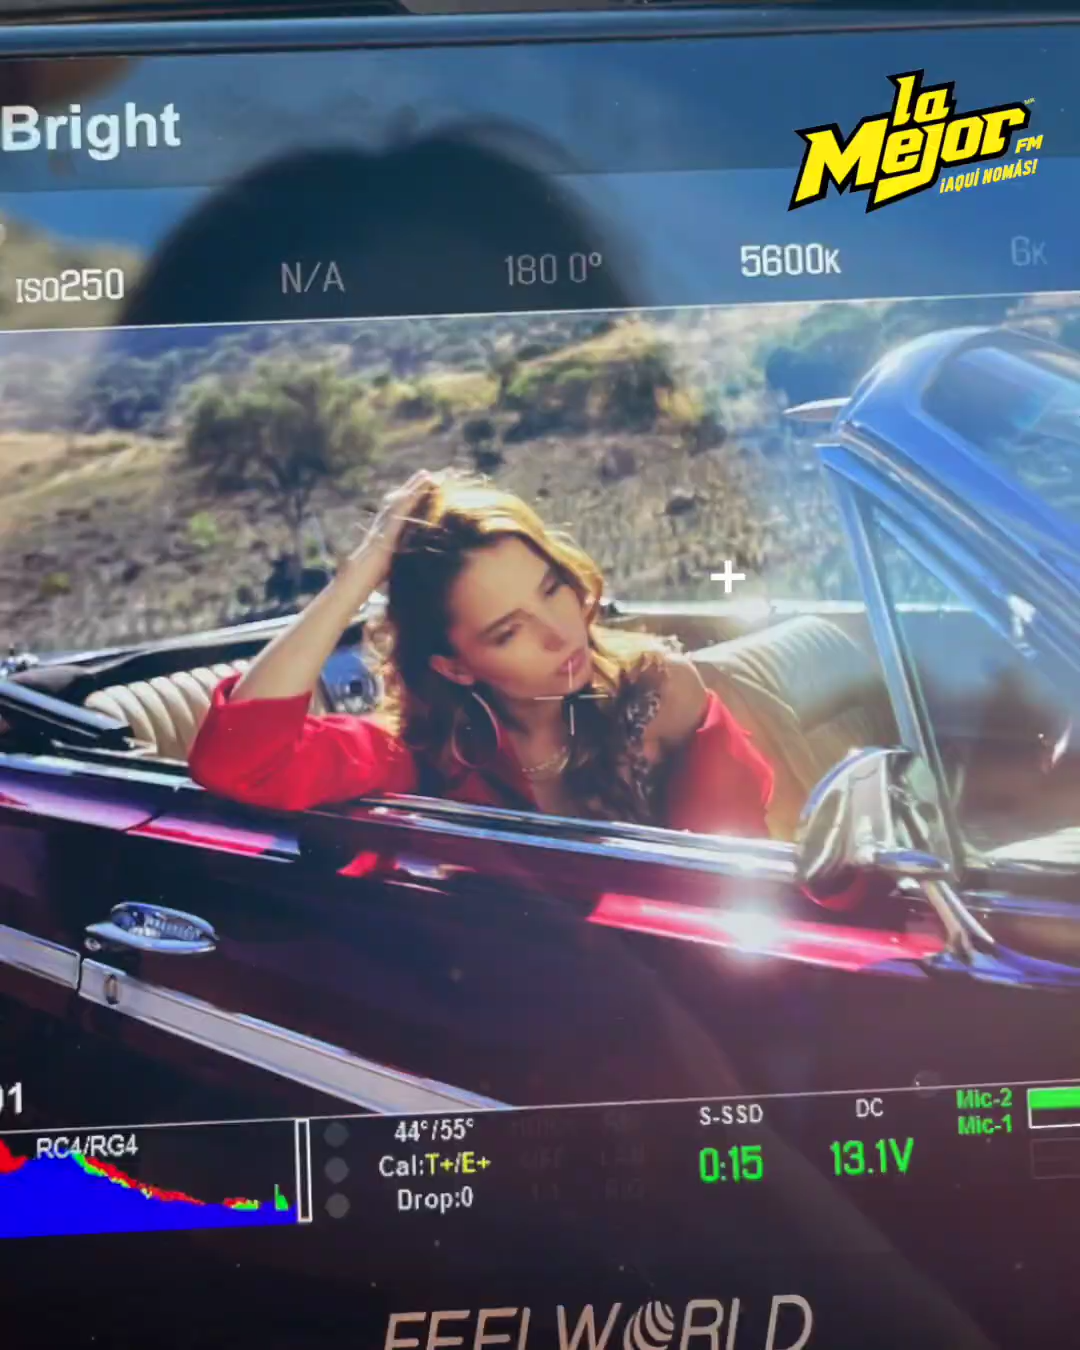 Bright
la
Mejor FM
¡AQUÍ NOMÁS!
ISO250 N/A 180 0° 5600K 6K
RC4/RG4
44°/55°
Cal:T+/E+
Drop:0
S-SSD
0:15
DC
13.1V
Mic-2
Mic-1
FEELWORLD